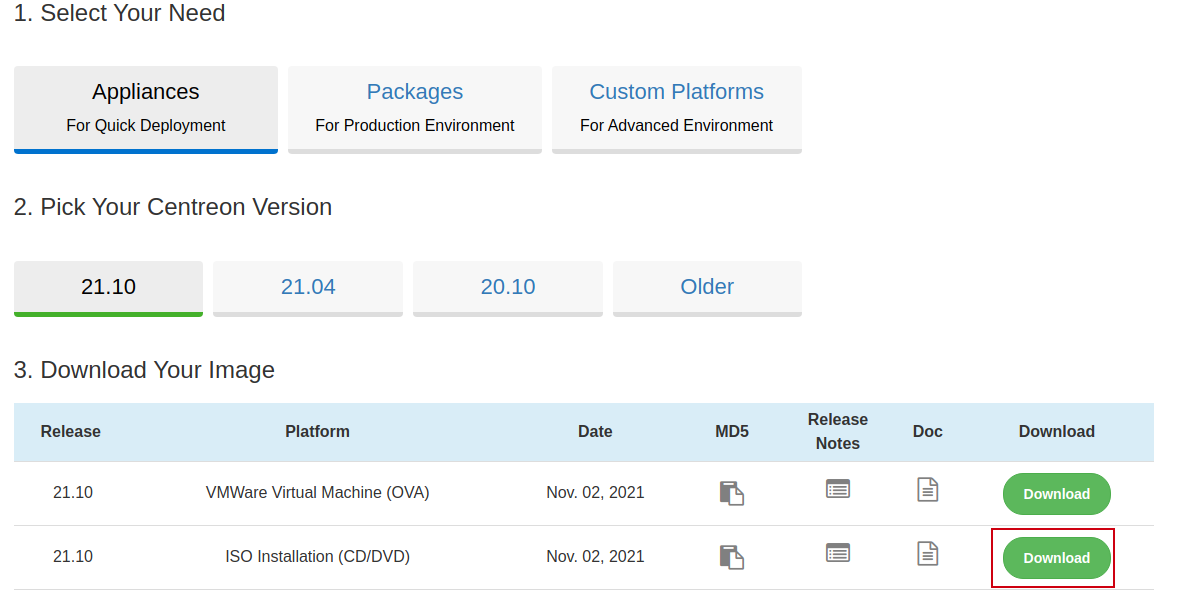 1. Select Your Need
Appliances Packages Custom Platforms
For Quick Deployment For Production Environment For Advanced Environment
2. Pick Your Centreon Version
21.10 21.04 20.10 Older
3. Download Your Image
Release Platform Date MD5 Release Notes Doc Download
21.10 VMWare Virtual Machine (OVA) Nov. 02, 2021 Download
21.10 ISO Installation (CD/DVD) Nov. 02, 2021 Download